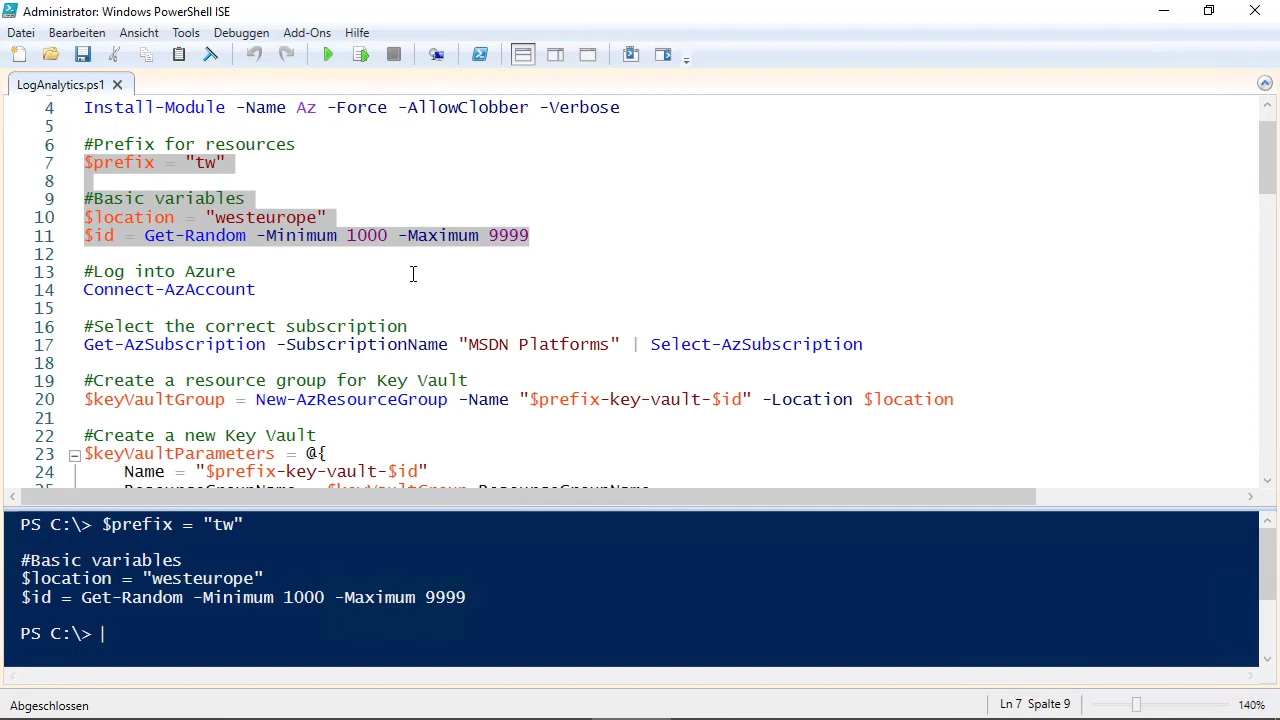 Administrator: Windows PowerShell ISE
Datei Bearbeiten Ansicht Tools Debuggen Add-Ons Hilfe
LogAnalytics.ps1
4 Install-Module -Name Az -Force -AllowClobber -Verbose
5
6 #Prefix for resources
7 $prefix = "tw"
8
9 #Basic variables
10 $location = "westeurope"
11 $id = Get-Random -Minimum 1000 -Maximum 9999
12
13 #Log into Azure
14 Connect-AzAccount
15
16 #Select the correct subscription
17 Get-AzSubscription -SubscriptionName "MSDN Platforms" | Select-AzSubscription
18
19 #Create a resource group for Key Vault
20 $keyVaultGroup = New-AzResourceGroup -Name "$prefix-key-vault-$id" -Location $location
21
22 #Create a new Key Vault
23 $keyVaultParameters = @{
24 Name = "$prefix-key-vault-$id"
25 ResourceGroupName = $keyVaultGroup.ResourceGroupName
PS C:\> $prefix = "tw"
#Basic variables
$location = "westeurope"
$id = Get-Random -Minimum 1000 -Maximum 9999
PS C:\>
Abgeschlossen
Ln 7 Spalte 9
140%